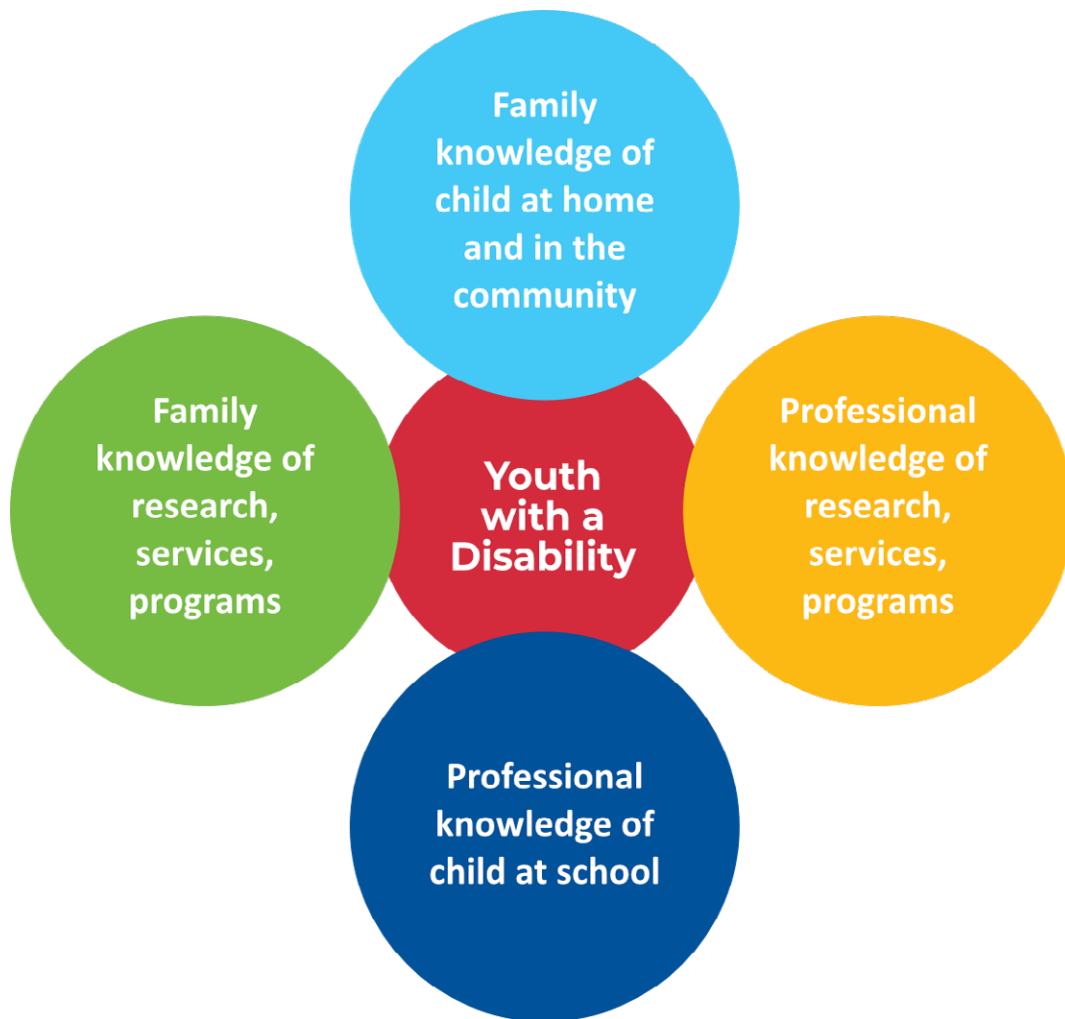 Family
knowledge of
child at home
and in the
community
Family
knowledge of
research,
services,
programs
Youth
with a
Disability
Professional
knowledge of
research,
services,
programs
Professional
knowledge of
child at school